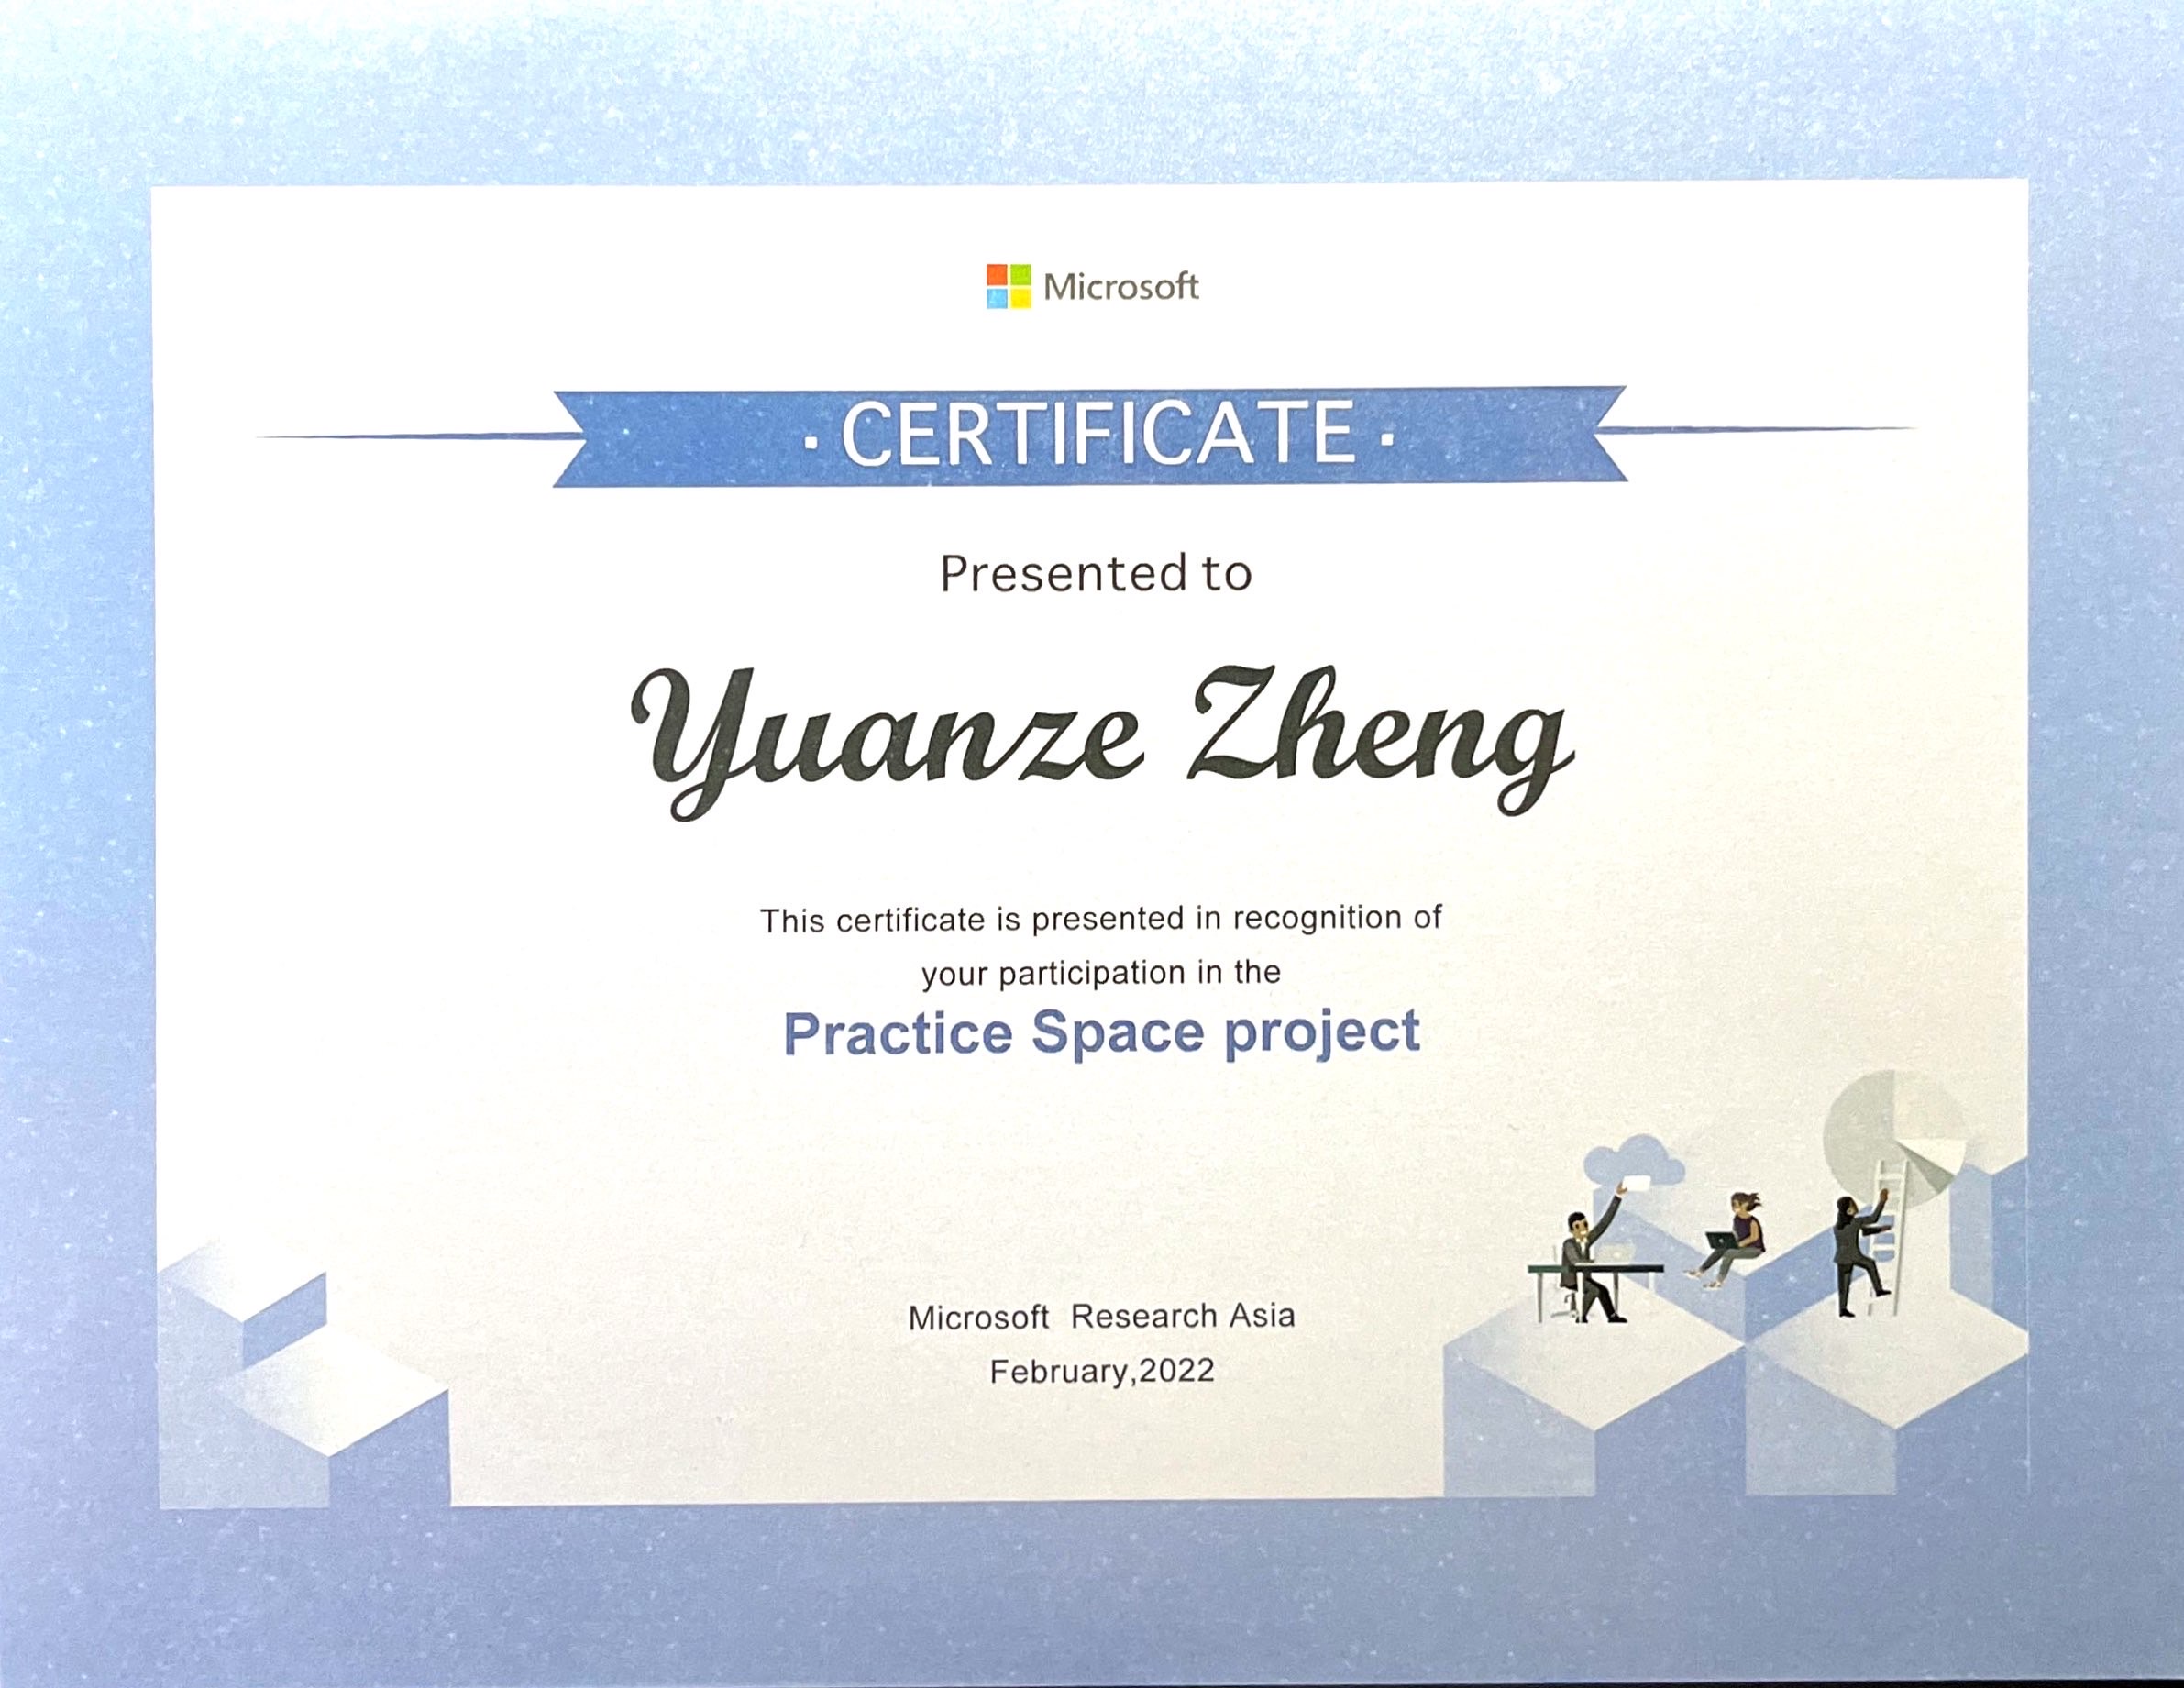 Microsoft
· CERTIFICATE ·
Presented to
Yuanze Zheng
This certificate is presented in recognition of
your participation in the
Practice Space project
Microsoft Research Asia
February,2022